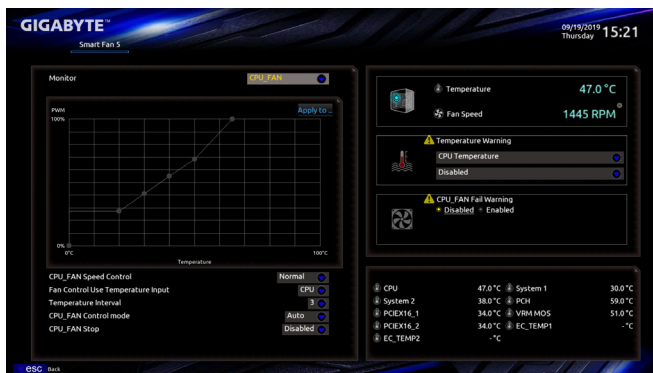 GIGABYTE™
09/19/2019 Thursday 15:21
Smart Fan 5
Monitor CPU_FAN
PWM
100%
Apply to ...
0%
0°C
100°C
Temperature
CPU_FAN Speed Control Normal
Fan Control Use Temperature Input CPU
Temperature Interval 3
CPU_FAN Control mode Auto
CPU_FAN Stop Disabled
Temperature 47.0 °C
Fan Speed 1445 RPM
Temperature Warning
CPU Temperature
Disabled
CPU_FAN Fail Warning
Disabled Enabled
CPU 47.0°C System 1 30.0°C
System 2 38.0°C PCH 59.0°C
PCIEX16_1 34.0°C VRM MOS 51.0°C
PCIEX16_2 34.0°C EC_TEMP1 -°C
EC_TEMP2 -°C
esc Back